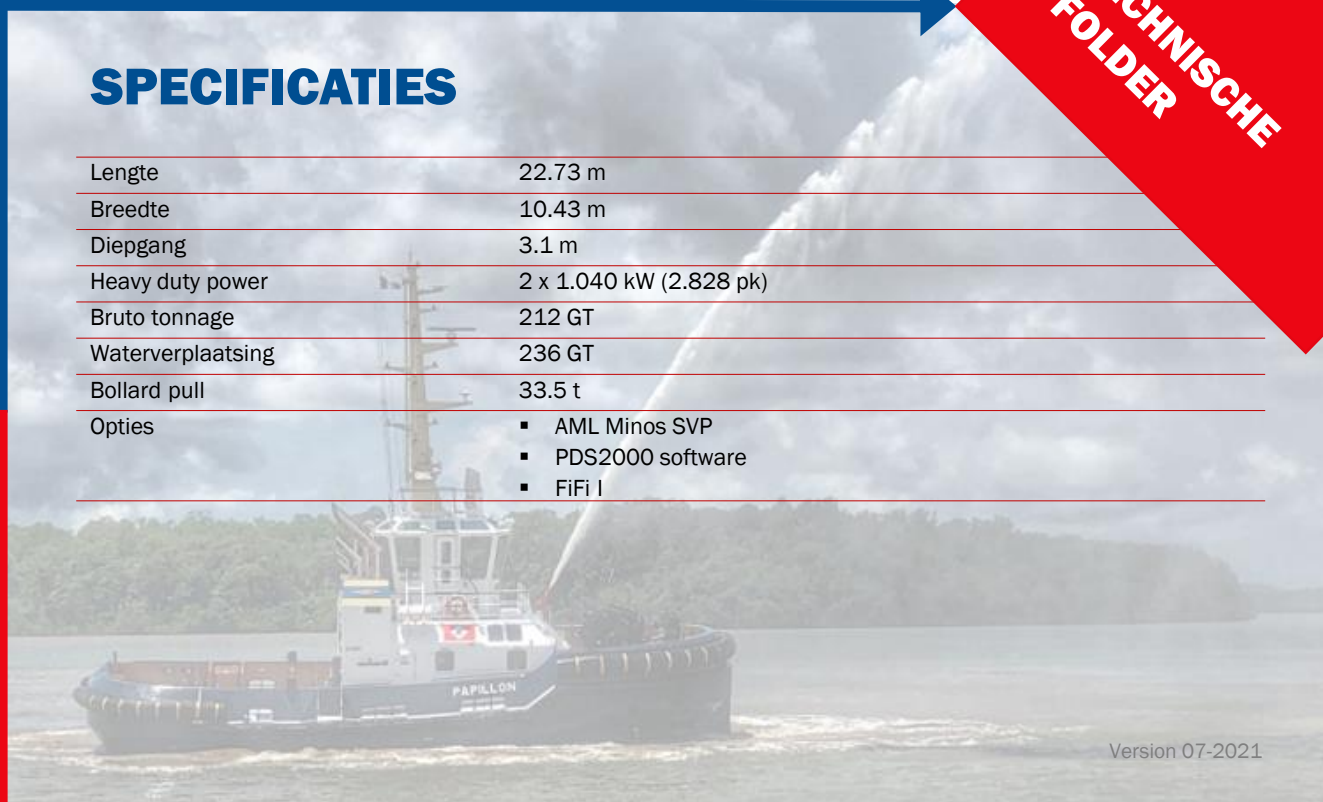 CHNISCHE
FOLDER
SPECIFICATIES
Lengte 22.73 m
Breedte 10.43 m
Diepgang 3.1 m
Heavy duty power 2 x 1.040 kW (2.828 pk)
Bruto tonnage 212 GT
Waterverplaatsing 236 GT
Bollard pull 33.5 t
Opties ▪ AML Minos SVP
▪ PDS2000 software
▪ FiFi I
PAPILLON
Version 07-2021